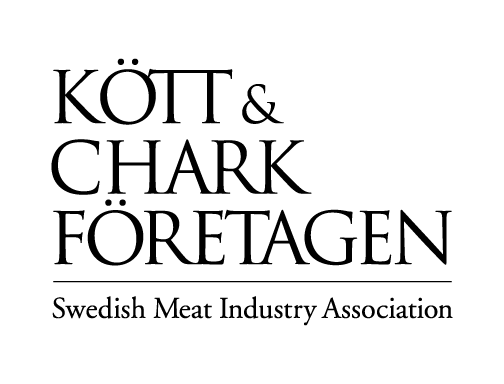 KÖTT &
CHARK
FÖRETAGEN
Swedish Meat Industry Association